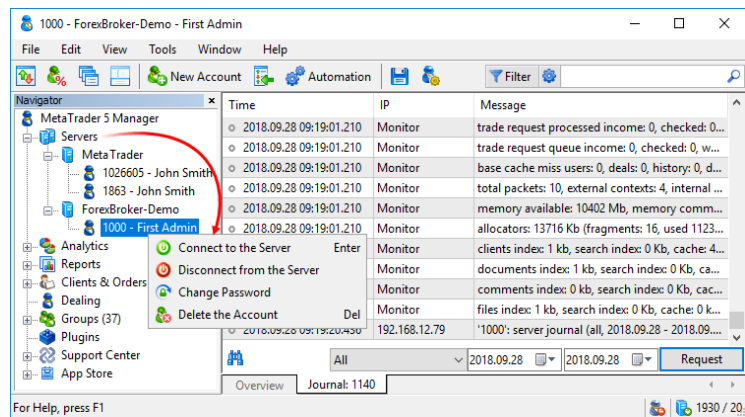 1000 - ForexBroker-Demo - First Admin
File Edit View Tools Window Help
New Account Automation Filter
Navigator
MetaTrader 5 Manager
Servers
MetaTrader
1026605 - John Smith
1863 - John Smith
ForexBroker-Demo
1000 - First Admin
Analytics
Reports
Clients & Orders
Dealing
Groups (37)
Plugins
Support Center
App Store
Connect to the Server Enter
Disconnect from the Server
Change Password
Delete the Account Del
Time IP Message
2018.09.28 09:19:01.210 Monitor trade request processed income: 0, checked: 0...
2018.09.28 09:19:01.210 Monitor trade request queue income: 0, checked: 0, w...
2018.09.28 09:19:01.210 Monitor base cache miss users: 0, deals: 0, history: 0, d...
2018.09.28 09:19:01.210 Monitor total packets: 10, external contexts: 4, internal ...
2018.09.28 09:19:01.210 Monitor memory available: 10402 Mb, memory comm...
2018.09.28 09:19:01.210 Monitor allocators: 13716 Kb (fragments: 16, used 1123...
Monitor clients index: 1 kb, search index: 0 Kb, cache: 4...
Monitor documents index: 1 kb, search index: 0 Kb, ca...
Monitor comments index: 0 kb, search index: 0 Kb, cac...
Monitor files index: 1 kb, search index: 0 Kb, cache: 0 k...
2018.09.28 09:19:20.430 192.168.12.79 '1000': server journal (all, 2018.09.28 - 2018.09....
All 2018.09.28 2018.09.28 Request
Overview Journal: 1140
For Help, press F1 1930 / 20